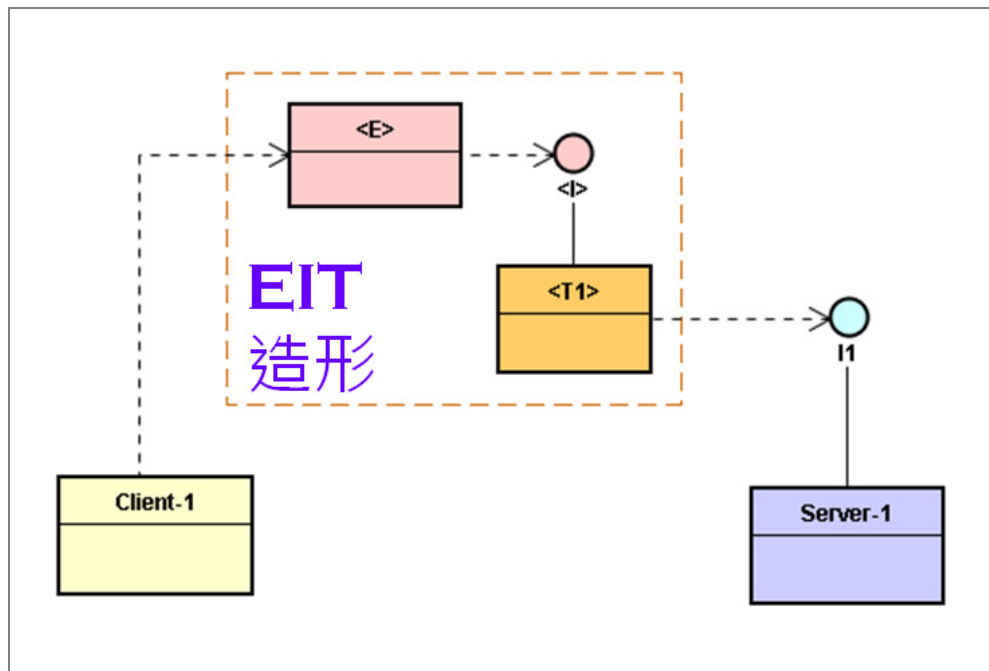 <E>
<I>
EIT
造形
<T1>
I1
Client-1
Server-1